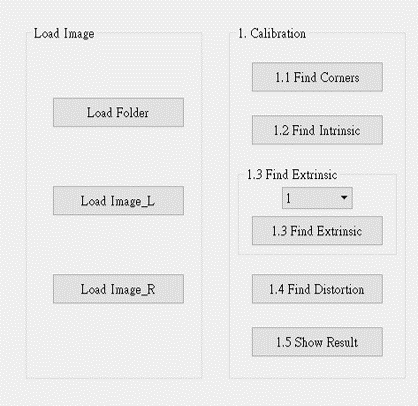 Load Image
Load Folder
Load Image_L
Load Image_R
1. Calibration
1.1 Find Corners
1.2 Find Intrinsic
1.3 Find Extrinsic
1
1.3 Find Extrinsic
1.4 Find Distortion
1.5 Show Result